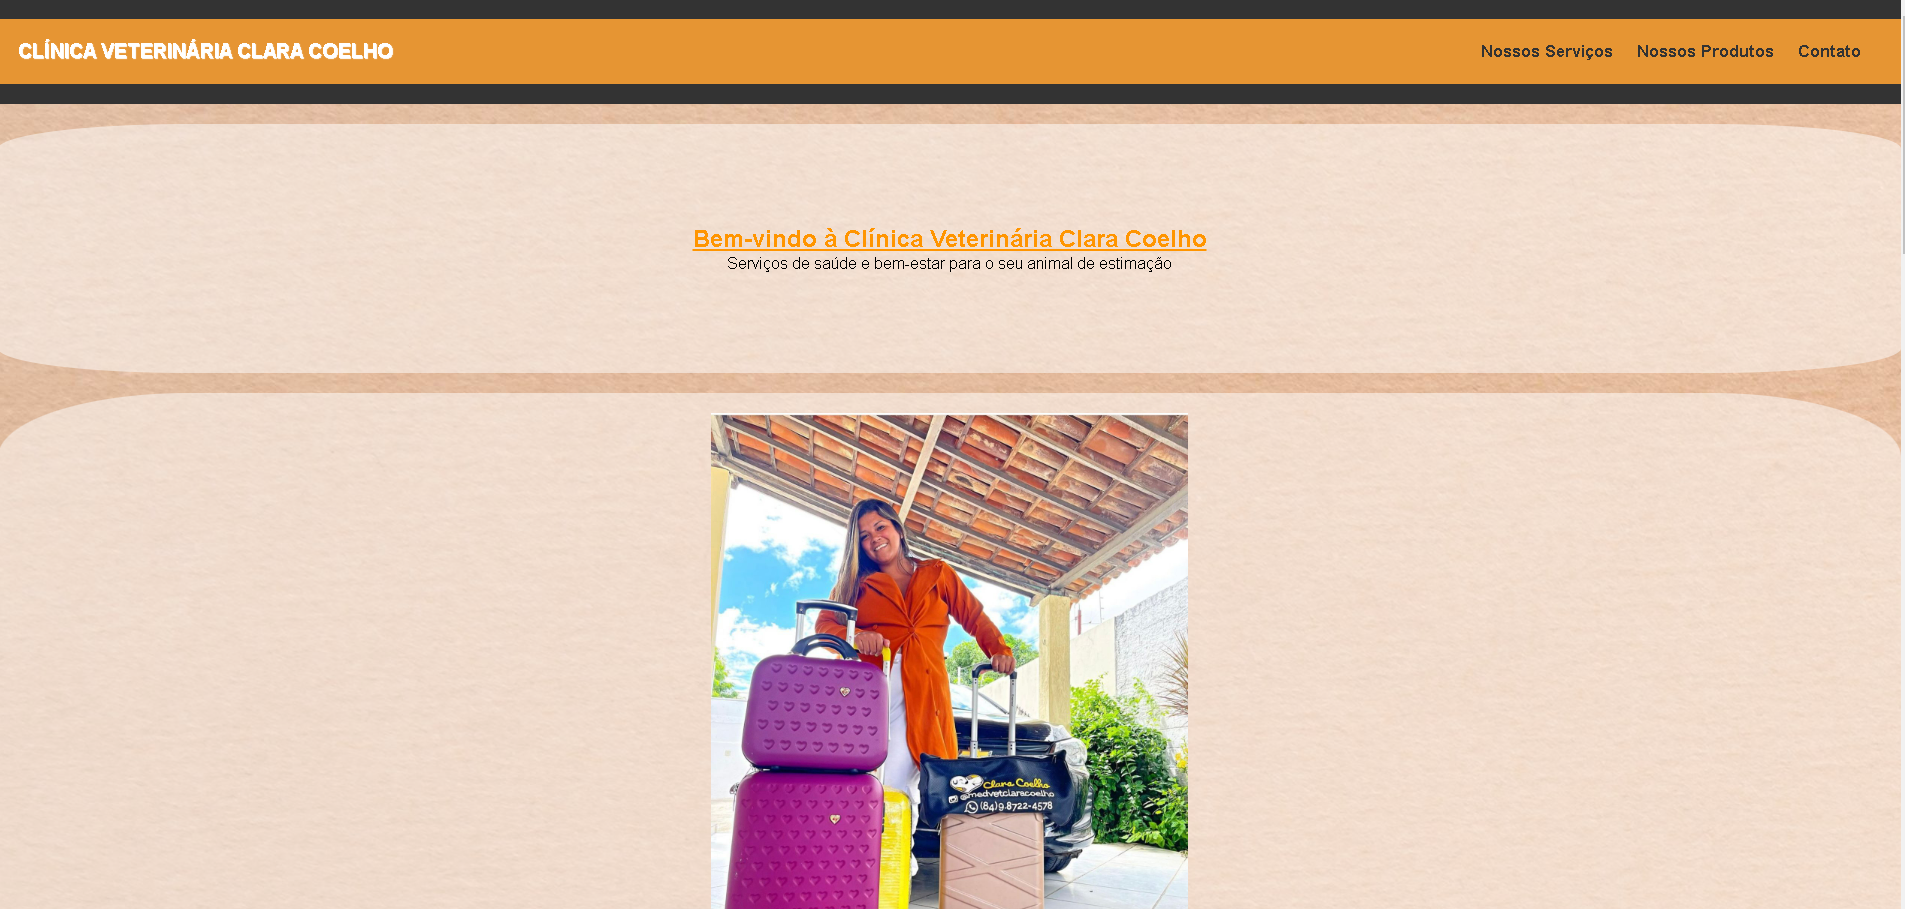 CLÍNICA VETERINÁRIA CLARA COELHO
Nossos Serviços Nossos Produtos Contato
Bem-vindo à Clínica Veterinária Clara Coelho
Serviços de saúde e bem-estar para o seu animal de estimação
Clara Coelho
@medvetclaracoelho
(84)9.8722-4578